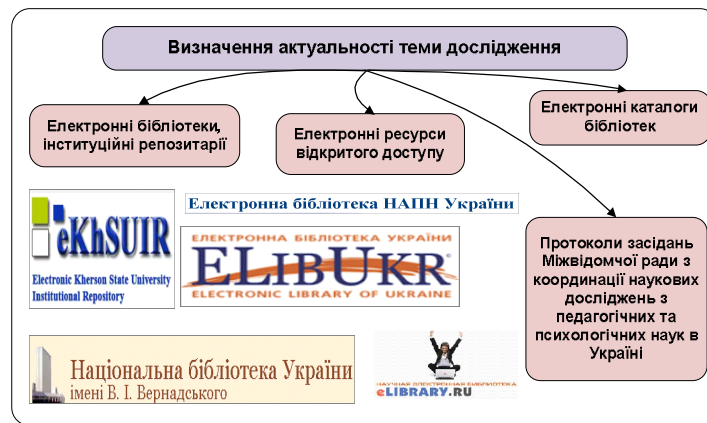 Визначення актуальності теми дослідження
Електронні бібліотеки,
інституційні репозитарії
Електронні ресурси
відкритого доступу
Електронні каталоги
бібліотек
eKhSUIR
Electronic Kherson State University
Institutional Repository
Електронна бібліотека НАПН України
ЕЛЕКТРОННА БІБЛІОТЕКА УКРАЇНИ
ELIBUKR
ELECTRONIC LIBRARY OF UKRAINE
Протоколи засідань
Міжвідомчої ради з
координації наукових
досліджень з
педагогічних та
психологічних наук в
Україні
Національна бібліотека України
імені В. І. Вернадського
НАУЧНАЯ ЭЛЕКТРОННАЯ БИБЛИОТЕКА
eLIBRARY.RU